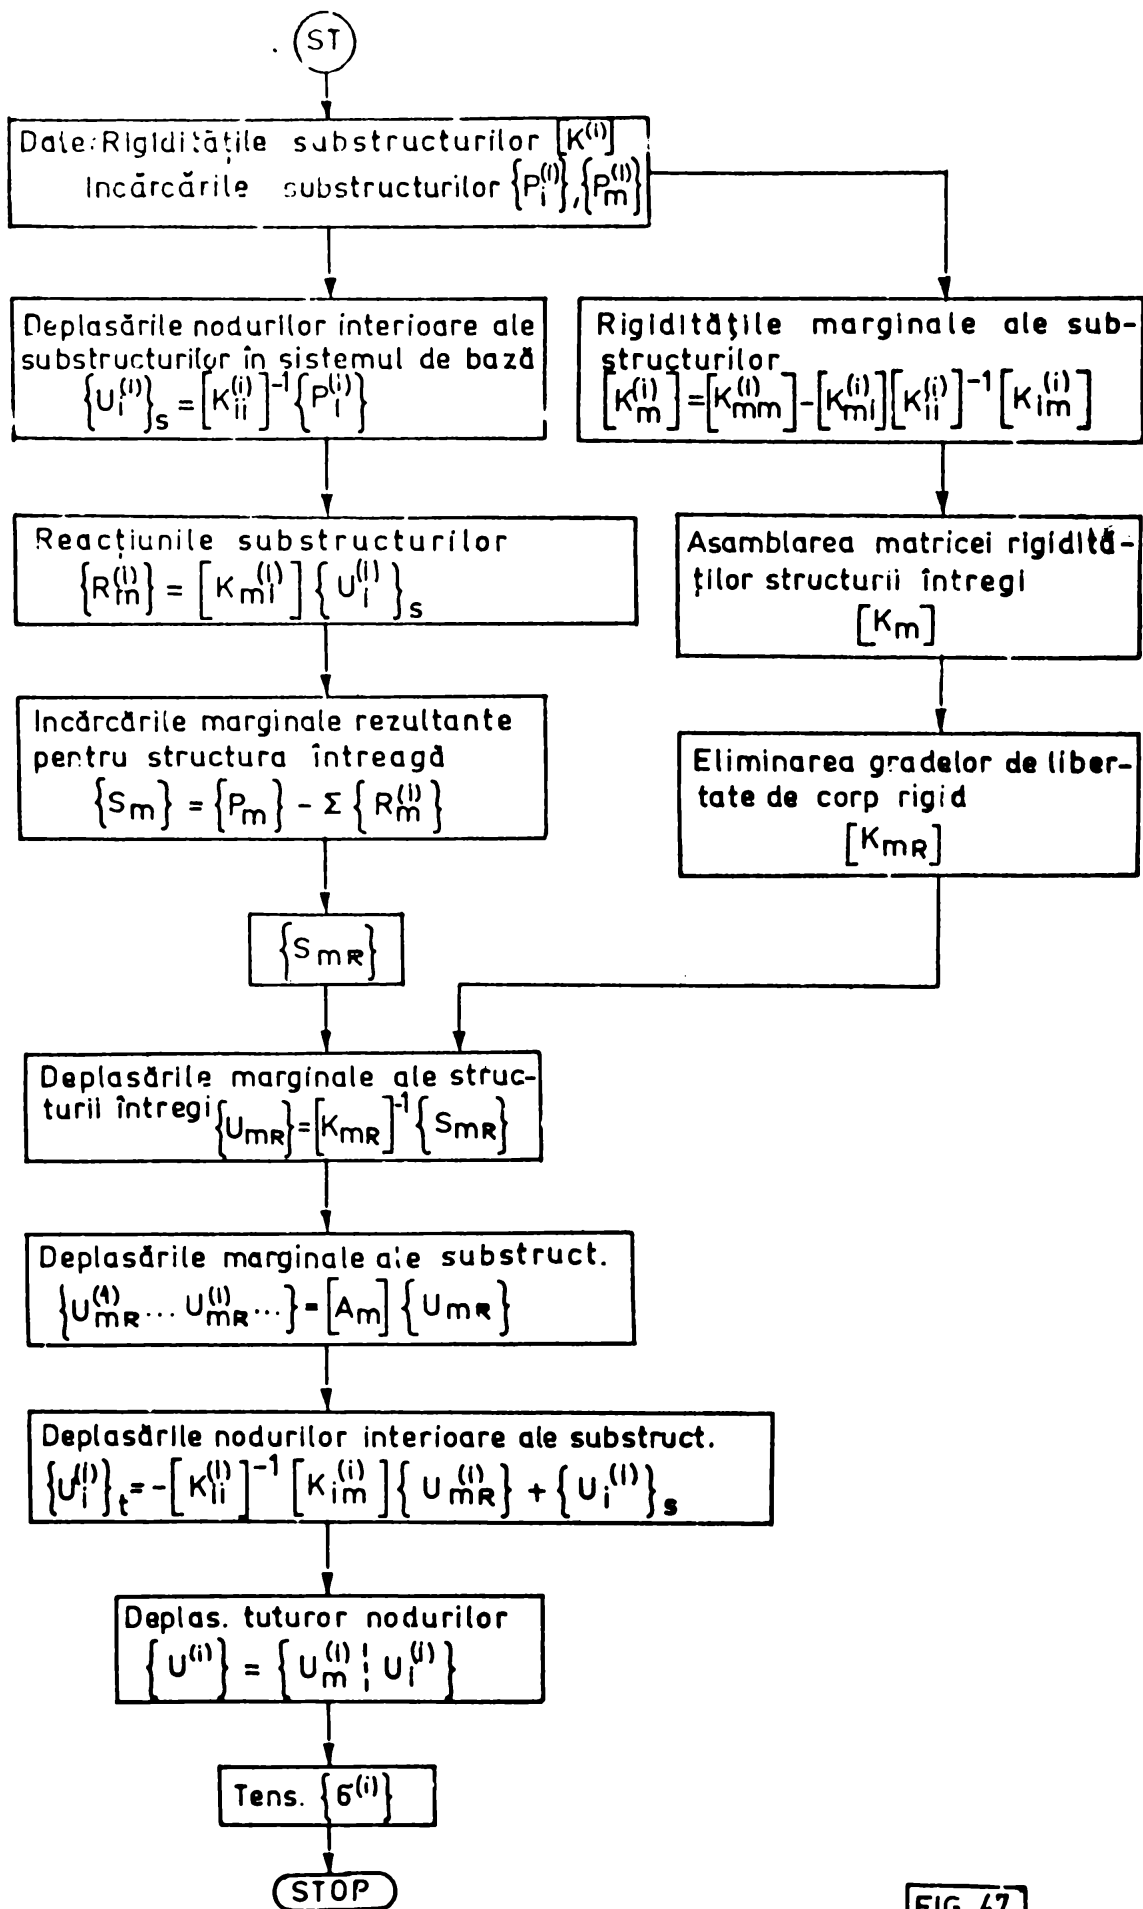 ST
Date: Rigiditățile substructurilor [K^(i)]
Incărcările substructurilor {P_i^(i)}, {P_m^(i)}
Deplasările nodurilor interioare ale
substructurilor în sistemul de bază
{U_i^(i)}_s = [K_ii^(i)]^-1 {P_i^(i)}
Rigiditățile marginale ale sub-
structurilor
[K_m^(i)] = [K_mm^(i)] - [K_mi^(i)] [K_ii^(i)]^-1 [K_im^(i)]
Reacțiunile substructurilor
{R_m^(i)} = [K_mi^(i)] {U_i^(i)}_s
Asamblarea matricei rigidită-
ților structurii întregi
[K_m]
Incărcările marginale rezultante
pentru structura întreagă
{S_m} = {P_m} - Σ {R_m^(i)}
Eliminarea gradelor de liber-
tate de corp rigid
[K_mR]
{S_mR}
Deplasările marginale ale struc-
turii întregi {U_mR} = [K_mR]^-1 {S_mR}
Deplasările marginale ale substruct.
{U_mR^(1) ... U_mR^(i) ...} = [A_m] {U_mR}
Deplasările nodurilor interioare ale substruct.
{U_i^(i)}_t = -[K_ii^(i)]^-1 [K_im^(i)] {U_mR^(i)} + {U_i^(i)}_s
Deplas. tuturor nodurilor
{U^(i)} = {U_m^(i) ¦ U_i^(i)}
Tens. {σ^(i)}
STOP
FIG. 47